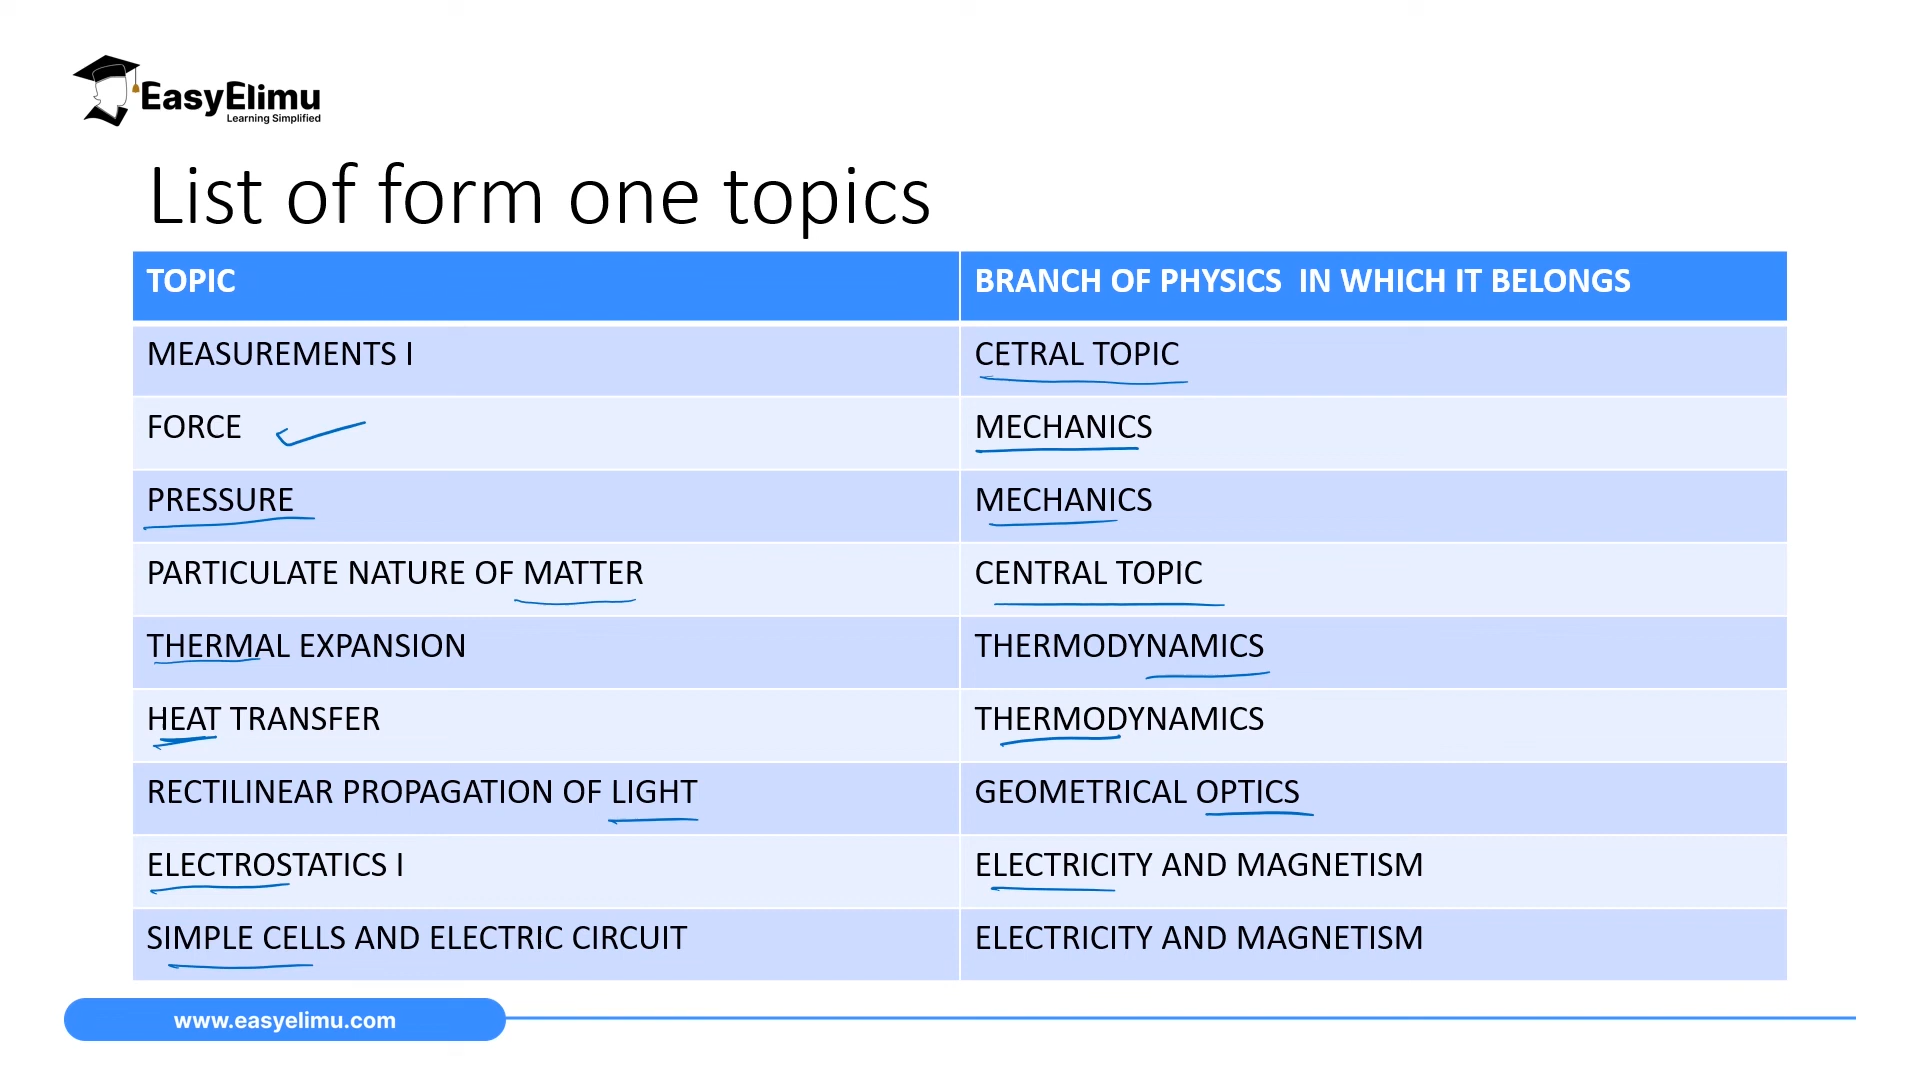 EasyElimu
Learning Simplified
List of form one topics
TOPIC BRANCH OF PHYSICS IN WHICH IT BELONGS
MEASUREMENTS I CETRAL TOPIC
FORCE MECHANICS
PRESSURE MECHANICS
PARTICULATE NATURE OF MATTER CENTRAL TOPIC
THERMAL EXPANSION THERMODYNAMICS
HEAT TRANSFER THERMODYNAMICS
RECTILINEAR PROPAGATION OF LIGHT GEOMETRICAL OPTICS
ELECTROSTATICS I ELECTRICITY AND MAGNETISM
SIMPLE CELLS AND ELECTRIC CIRCUIT ELECTRICITY AND MAGNETISM
www.easyelimu.com